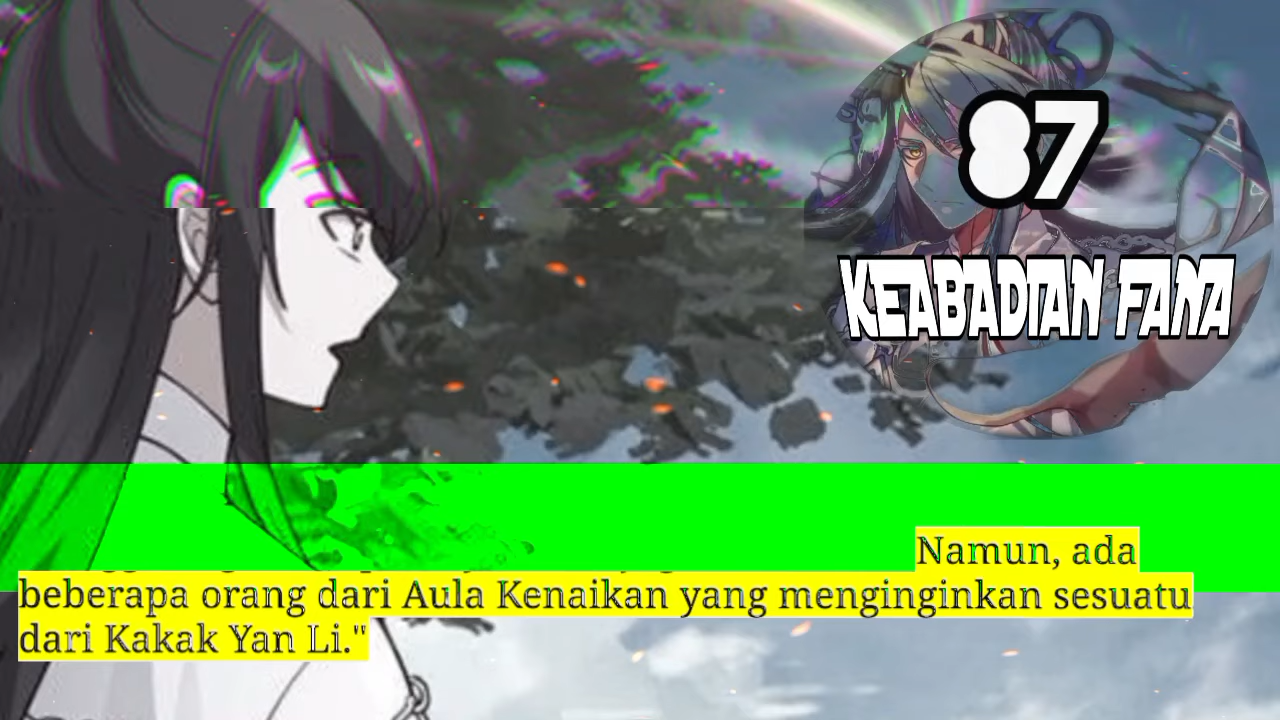 87
KEABADIAN FANA
Namun, ada
beberapa orang dari Aula Kenaikan yang menginginkan sesuatu
dari Kakak Yan Li."